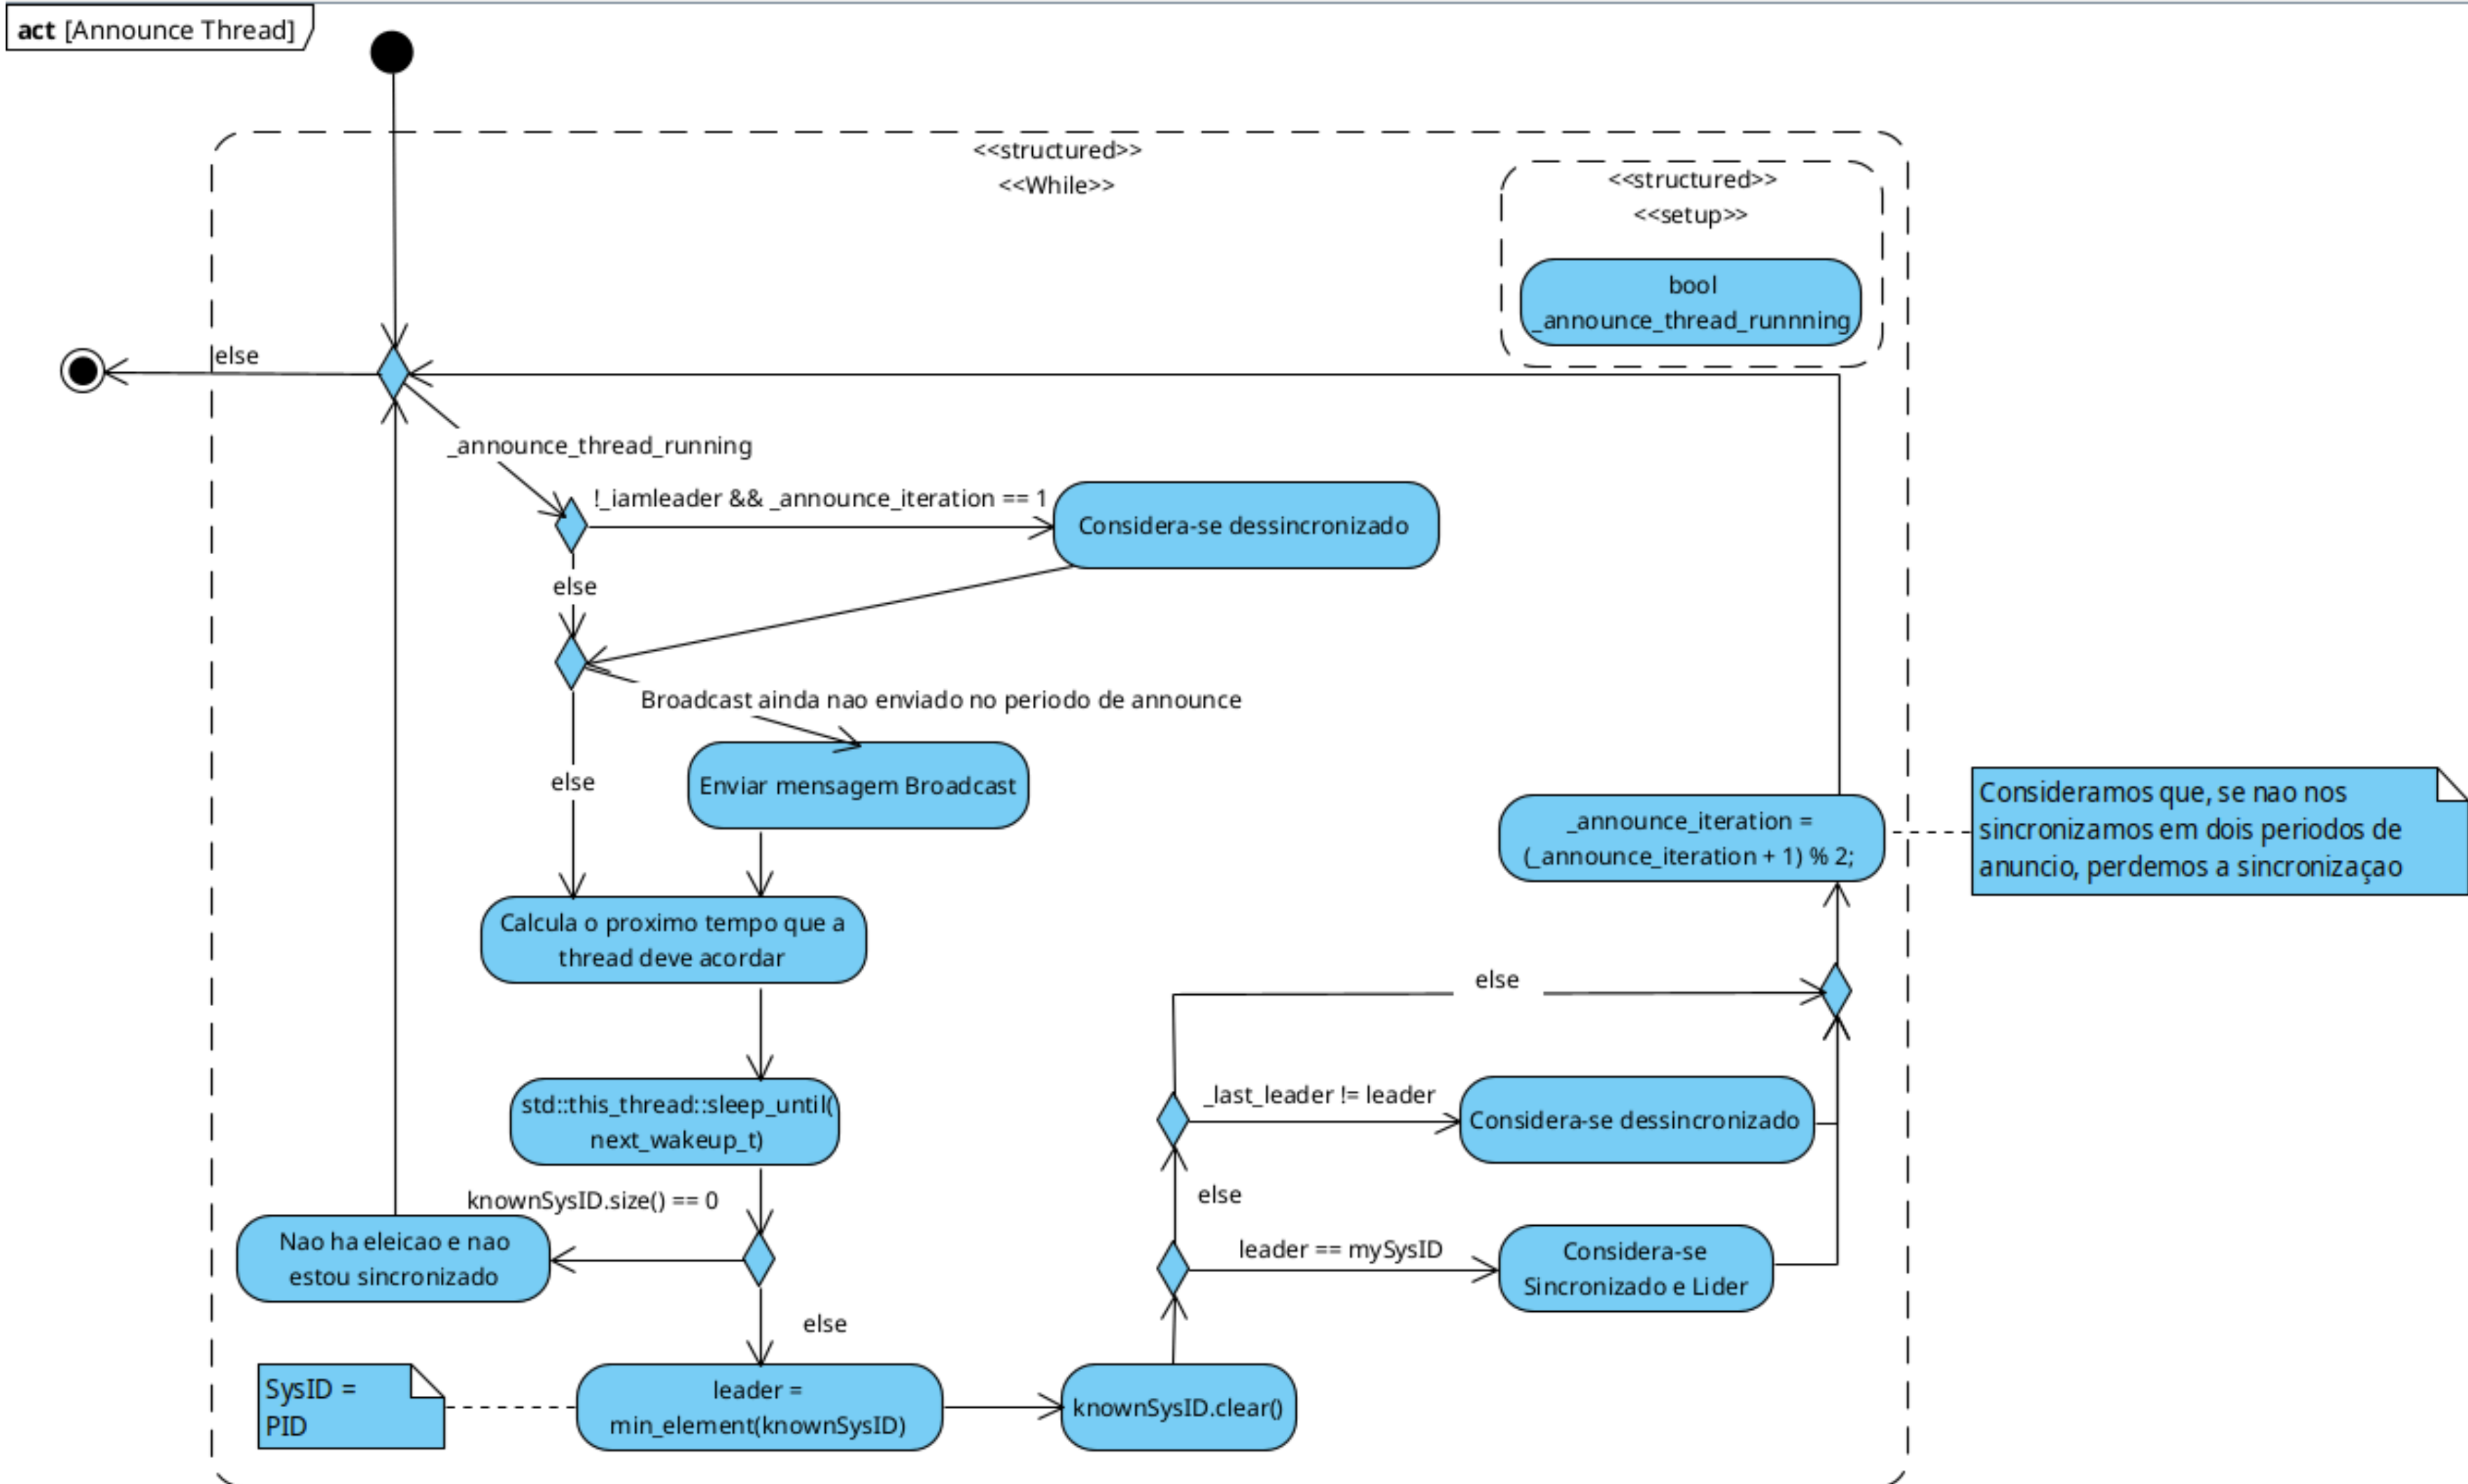 act [Announce Thread]
<<structured>>
<<While>>
<<structured>>
<<setup>>
bool
_announce_thread_runnning
else
_announce_thread_running
!_iamleader && _announce_iteration == 1
Considera-se dessincronizado
else
Broadcast ainda nao enviado no periodo de announce
else
Enviar mensagem Broadcast
Calcula o proximo tempo que a
thread deve acordar
std::this_thread::sleep_until(
next_wakeup_t)
knownSysID.size() == 0
Nao ha eleicao e nao
estou sincronizado
else
SysID =
PID
leader =
min_element(knownSysID)
knownSysID.clear()
leader == mySysID
Considera-se
Sincronizado e Lider
else
_last_leader != leader
Considera-se dessincronizado
else
_announce_iteration =
(_announce_iteration + 1) % 2;
Consideramos que, se nao nos
sincronizamos em dois periodos de
anuncio, perdemos a sincronizaçao